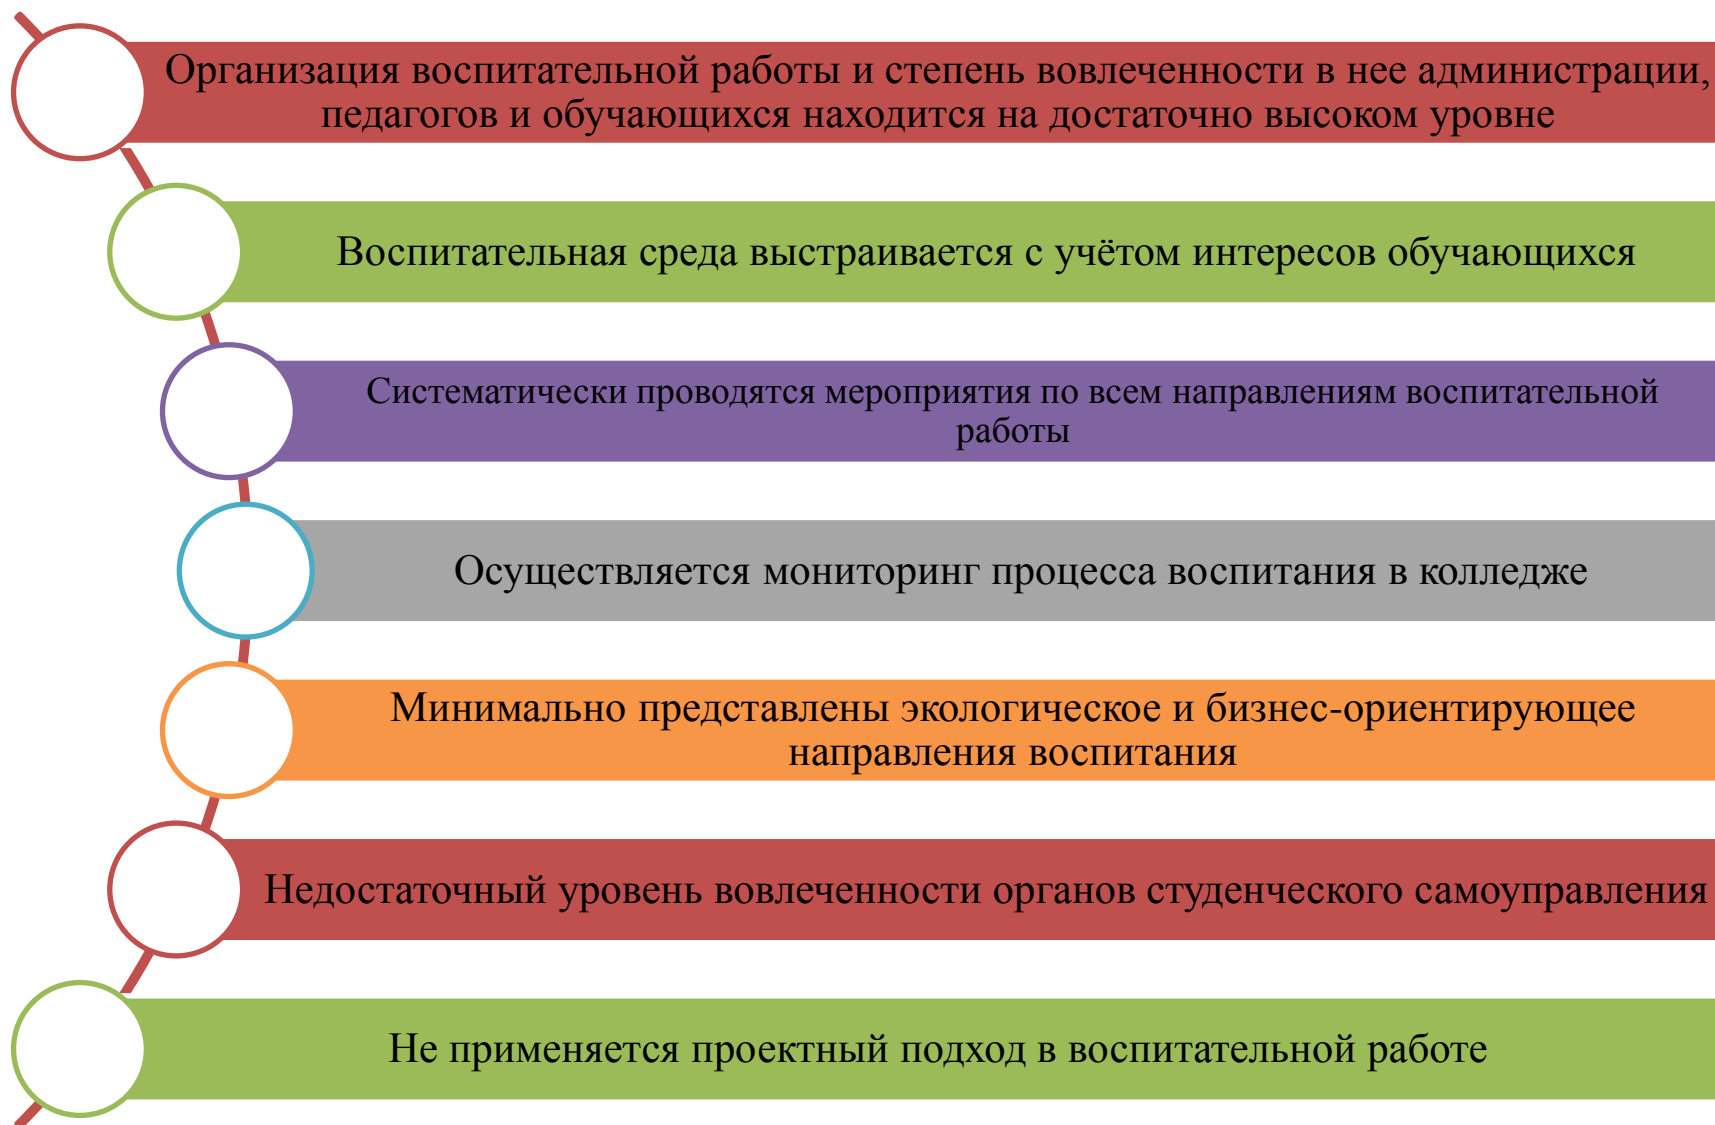 Организация воспитательной работы и степень вовлеченности в нее администрации,
педагогов и обучающихся находится на достаточно высоком уровне
Воспитательная среда выстраивается с учётом интересов обучающихся
Систематически проводятся мероприятия по всем направлениям воспитательной
работы
Осуществляется мониторинг процесса воспитания в колледже
Минимально представлены экологическое и бизнес-ориентирующее
направления воспитания
Недостаточный уровень вовлеченности органов студенческого самоуправления
Не применяется проектный подход в воспитательной работе